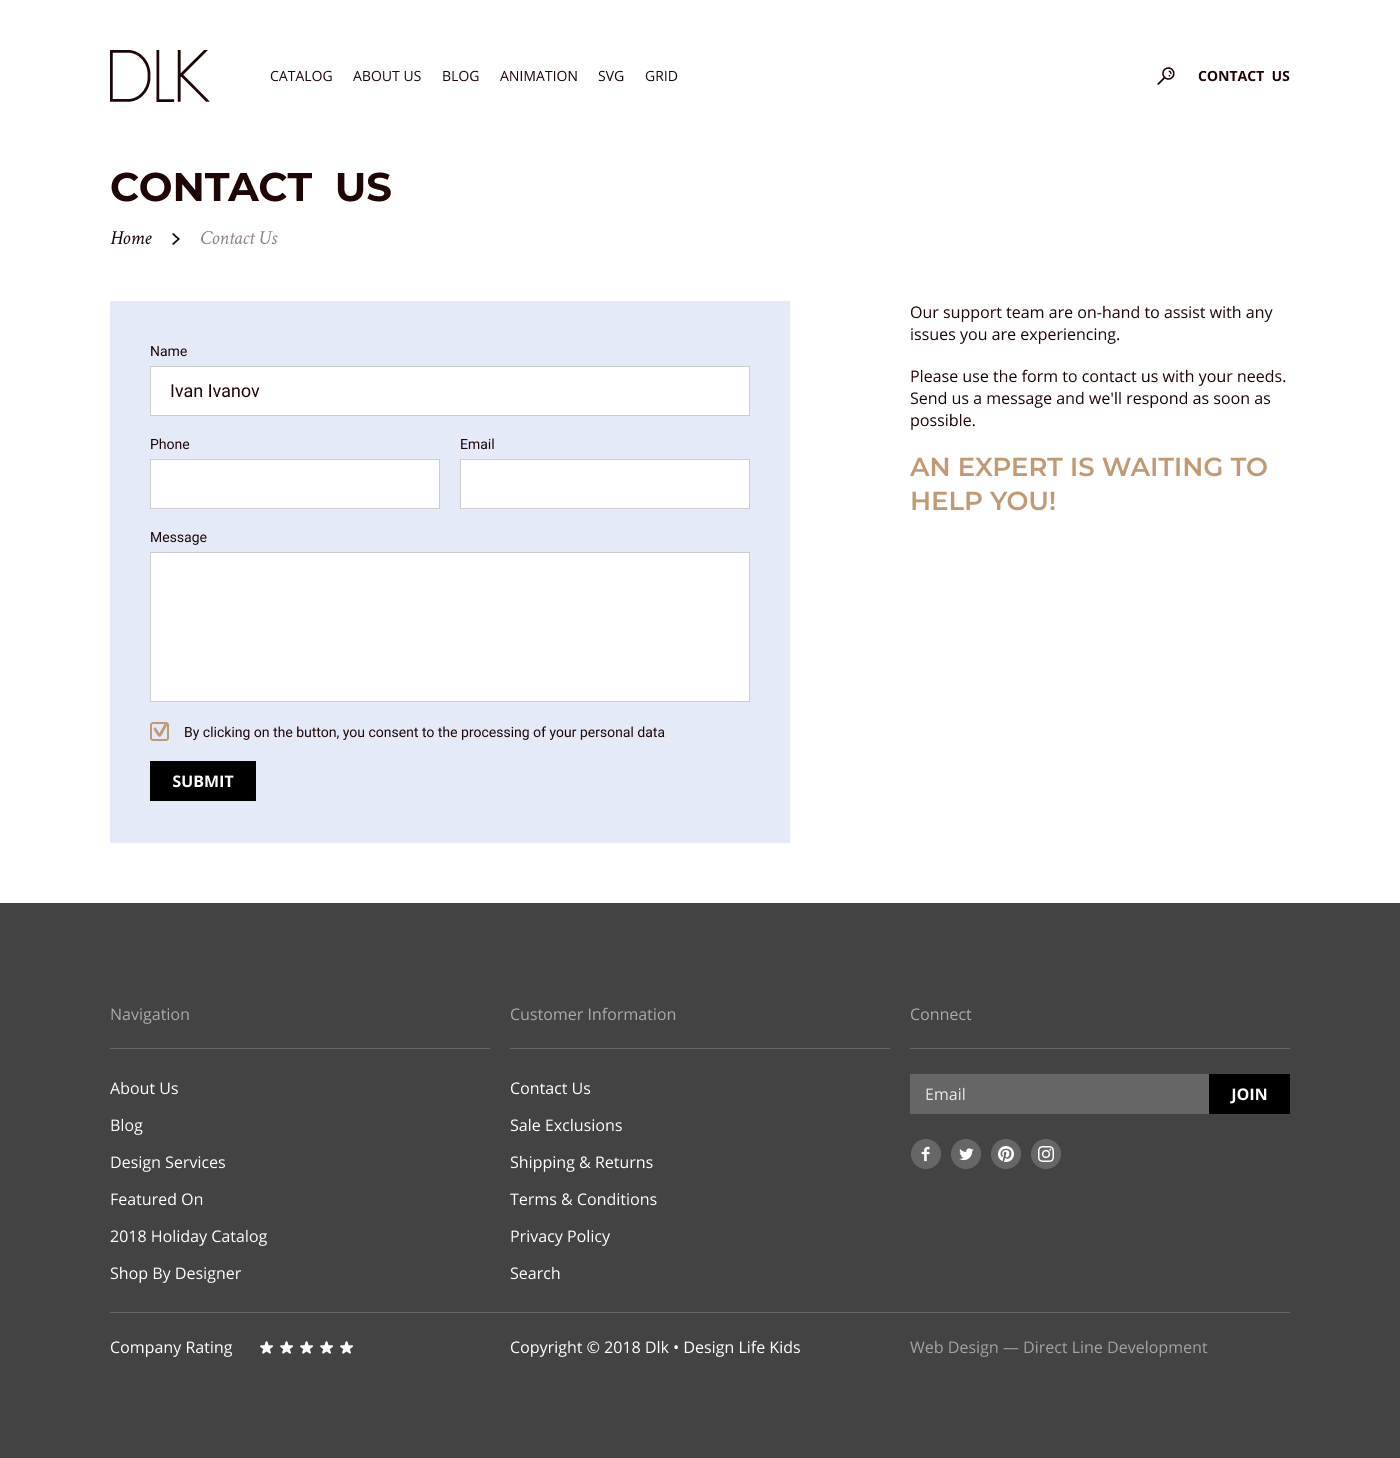 DLK
CATALOG ABOUT US BLOG ANIMATION SVG GRID
CONTACT US
CONTACT US
Home > Contact Us
Name
Ivan Ivanov
Phone Email
Message
By clicking on the button, you consent to the processing of your personal data
SUBMIT
Our support team are on-hand to assist with any
issues you are experiencing.
Please use the form to contact us with your needs.
Send us a message and we'll respond as soon as
possible.
AN EXPERT IS WAITING TO
HELP YOU!
Navigation
About Us
Blog
Design Services
Featured On
2018 Holiday Catalog
Shop By Designer
Customer Information
Contact Us
Sale Exclusions
Shipping & Returns
Terms & Conditions
Privacy Policy
Search
Connect
Email JOIN
Company Rating
Copyright © 2018 Dlk • Design Life Kids
Web Design — Direct Line Development